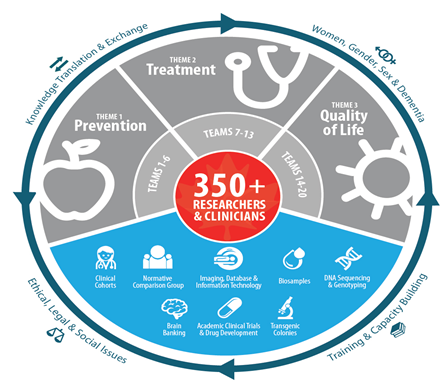 Knowledge Translation & Exchange
Women, Gender, Sex & Dementia
THEME 2
Treatment
THEME 1
Prevention
THEME 3
Quality
of Life
TEAMS 7-13
TEAMS 1-6
TEAMS 14-20
350+
RESEARCHERS
& CLINICIANS
Clinical
Cohorts
Normative
Comparison Group
Imaging, Database &
Information Technology
Biosamples
DNA Sequencing
& Genotyping
Brain
Banking
Academic Clinical Trials
& Drug Development
Transgenic
Colonies
Ethical, Legal & Social Issues
Training & Capacity Building